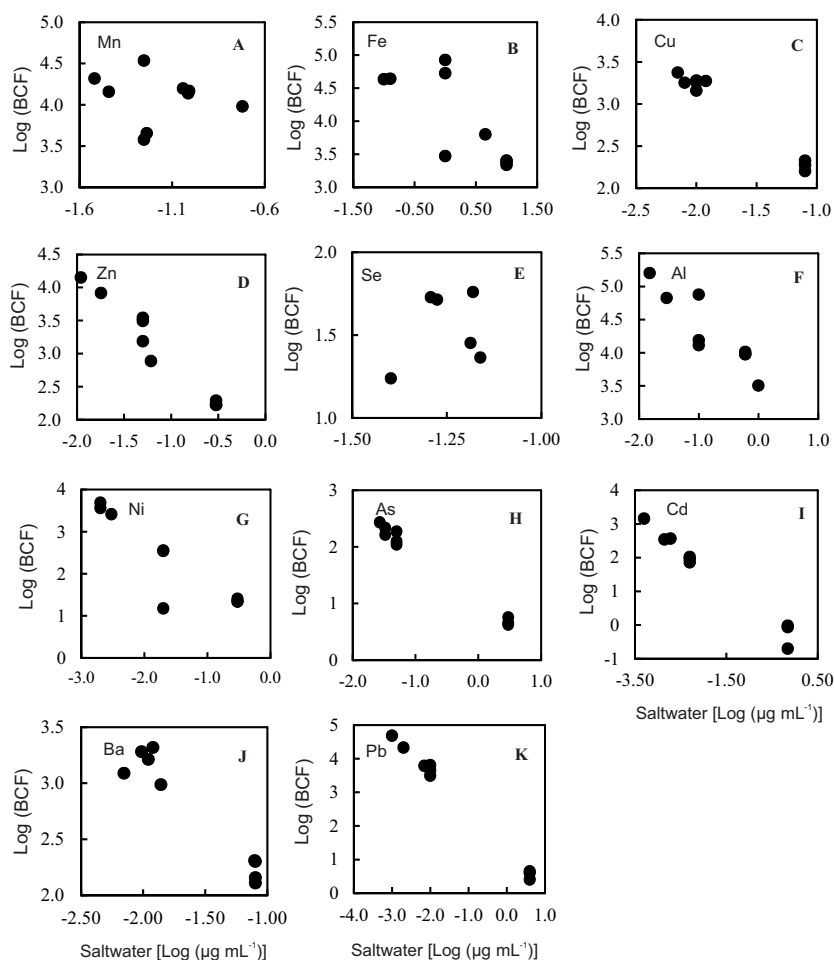 Mn
A
Log (BCF)
5.0
4.5
4.0
3.5
3.0
-1.6
-1.1
-0.6
Fe
B
Log (BCF)
5.5
5.0
4.5
4.0
3.5
3.0
-1.50
-0.50
0.50
1.50
Cu
C
Log (BCF)
4.0
3.5
3.0
2.5
2.0
-2.5
-2.0
-1.5
-1.0
Zn
D
Log (BCF)
4.5
4.0
3.5
3.0
2.5
2.0
-2.0
-1.5
-1.0
-0.5
0.0
Se
E
Log (BCF)
2.0
1.8
1.5
1.3
1.0
-1.50
-1.25
-1.00
Al
F
Log (BCF)
5.5
5.0
4.5
4.0
3.5
3.0
-2.0
-1.0
0.0
1.0
Ni
G
Log (BCF)
4
3
2
1
0
-3.0
-2.0
-1.0
0.0
As
H
Log (BCF)
3
2
1
0
-2.0
-1.0
0.0
1.0
Cd
I
Log (BCF)
4
3
2
1
0
-1
-3.50
-1.50
0.50
Saltwater [Log (µg mL⁻¹)]
Ba
J
Log (BCF)
3.5
3.0
2.5
2.0
-2.50
-2.00
-1.50
-1.00
Saltwater [Log (µg mL⁻¹)]
Pb
K
Log (BCF)
5
4
3
2
1
0
-4.0
-3.0
-2.0
-1.0
0.0
1.0
Saltwater [Log (µg mL⁻¹)]